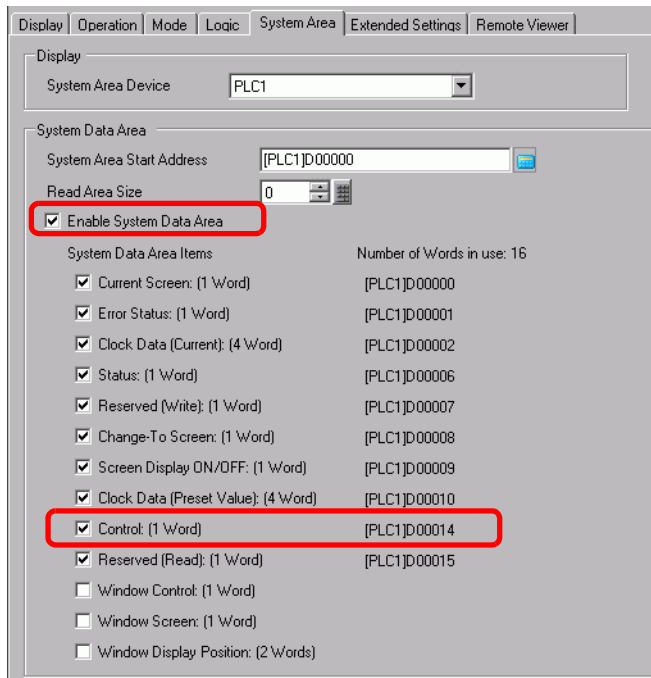 Display Operation Mode Logic System Area Extended Settings Remote Viewer
Display
System Area Device PLC1
System Data Area
System Area Start Address [PLC1]D00000
Read Area Size 0
Enable System Data Area
System Data Area Items Number of Words in use: 16
Current Screen: (1 Word) [PLC1]D00000
Error Status: (1 Word) [PLC1]D00001
Clock Data (Current): (4 Word) [PLC1]D00002
Status: (1 Word) [PLC1]D00006
Reserved (Write): (1 Word) [PLC1]D00007
Change-To Screen: (1 Word) [PLC1]D00008
Screen Display ON/OFF: (1 Word) [PLC1]D00009
Clock Data (Preset Value): (4 Word) [PLC1]D00010
Control: (1 Word) [PLC1]D00014
Reserved (Read): (1 Word) [PLC1]D00015
Window Control: (1 Word)
Window Screen: (1 Word)
Window Display Position: (2 Words)